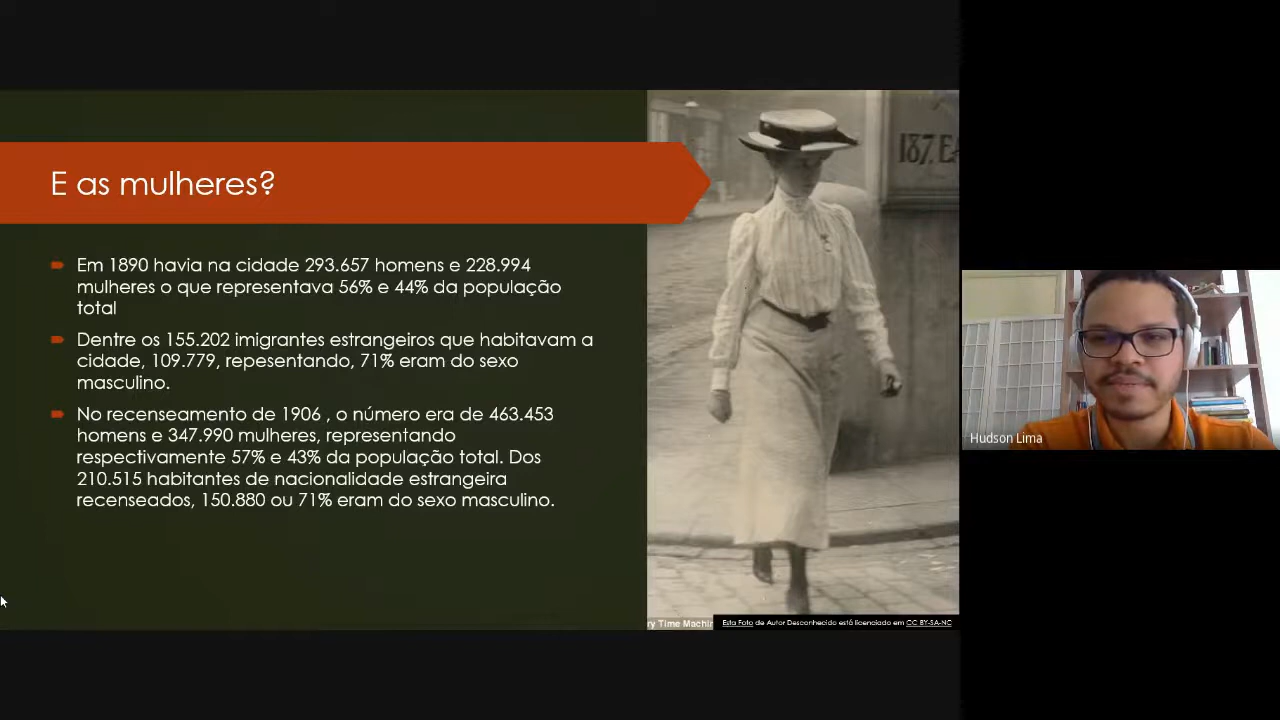 E as mulheres?
Em 1890 havia na cidade 293.657 homens e 228.994
mulheres o que representava 56% e 44% da população
total
Dentre os 155.202 imigrantes estrangeiros que habitavam a
cidade, 109.779, repesentando, 71% eram do sexo
masculino.
No recenseamento de 1906 , o número era de 463.453
homens e 347.990 mulheres, representando
respectivamente 57% e 43% da população total. Dos
210.515 habitantes de nacionalidade estrangeira
recenseados, 150.880 ou 71% eram do sexo masculino.
187.
Time
Esta Foto de Autor Desconhecido está licenciado em CC BY-SA-NC
Hudson Lima